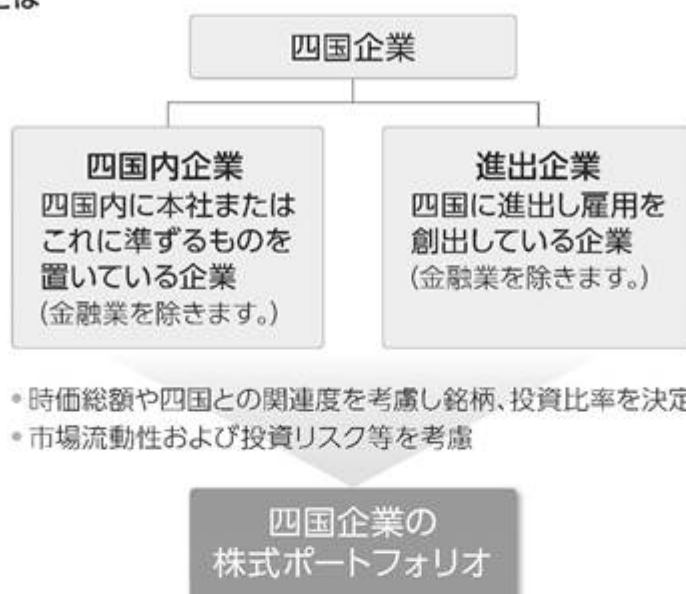 とは
四国企業
四国内企業
四国内に本社または
これに準ずるものを
置いている企業
(金融業を除きます。)
進出企業
四国に進出し雇用を
創出している企業
(金融業を除きます。)
•時価総額や四国との関連度を考慮し銘柄、投資比率を決定
•市場流動性および投資リスク等を考慮
四国企業の
株式ポートフォリオ